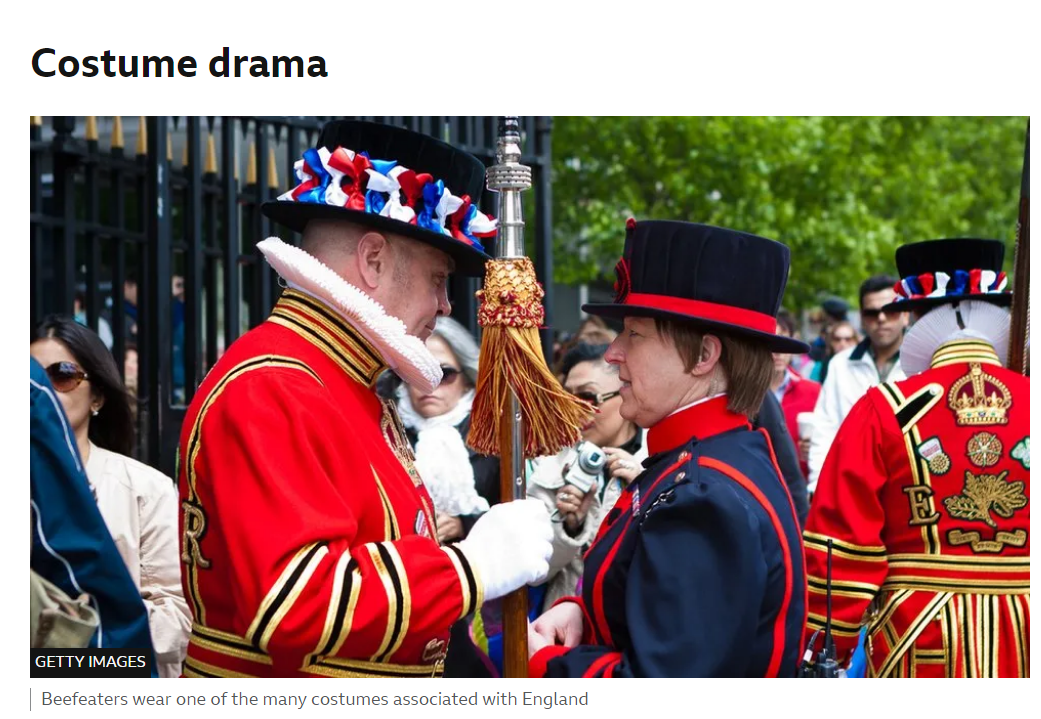 Costume drama
R
E
GETTY IMAGES
Beefeaters wear one of the many costumes associated with England